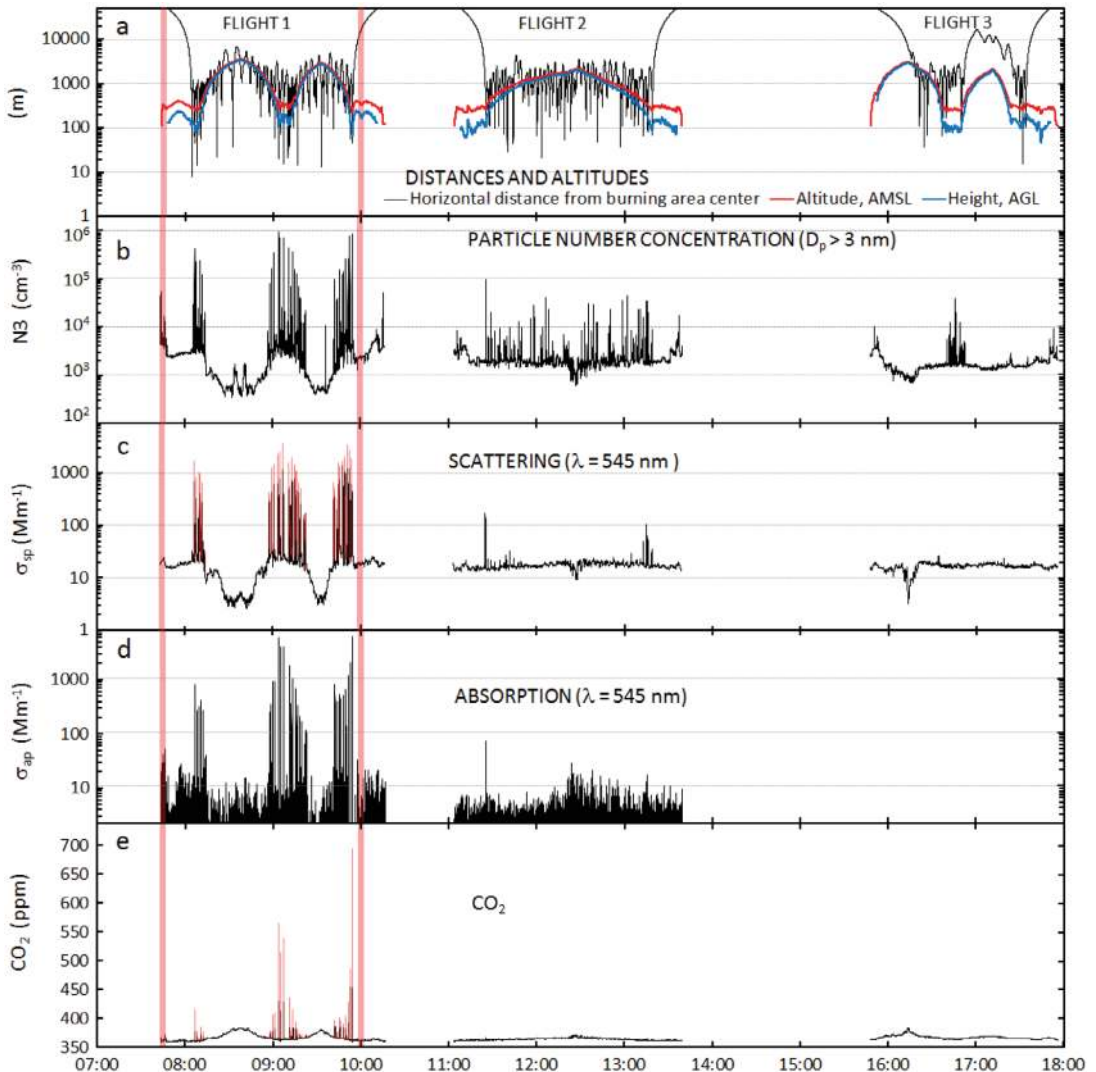 a
FLIGHT 1
FLIGHT 2
FLIGHT 3
10000
1000
100
10
1
(m)
DISTANCES AND ALTITUDES
Horizontal distance from burning area center
Altitude, AMSL
Height, AGL
b
PARTICLE NUMBER CONCENTRATION (Dp > 3 nm)
10⁶
10⁵
10⁴
10³
10²
N3 (cm⁻³)
c
SCATTERING (λ = 545 nm )
1000
100
10
1
σsp (Mm⁻¹)
d
ABSORPTION (λ = 545 nm)
1000
100
10
σap (Mm⁻¹)
e
CO₂
700
650
600
550
500
450
400
350
CO₂ (ppm)
07:00 08:00 09:00 10:00 11:00 12:00 13:00 14:00 15:00 16:00 17:00 18:00